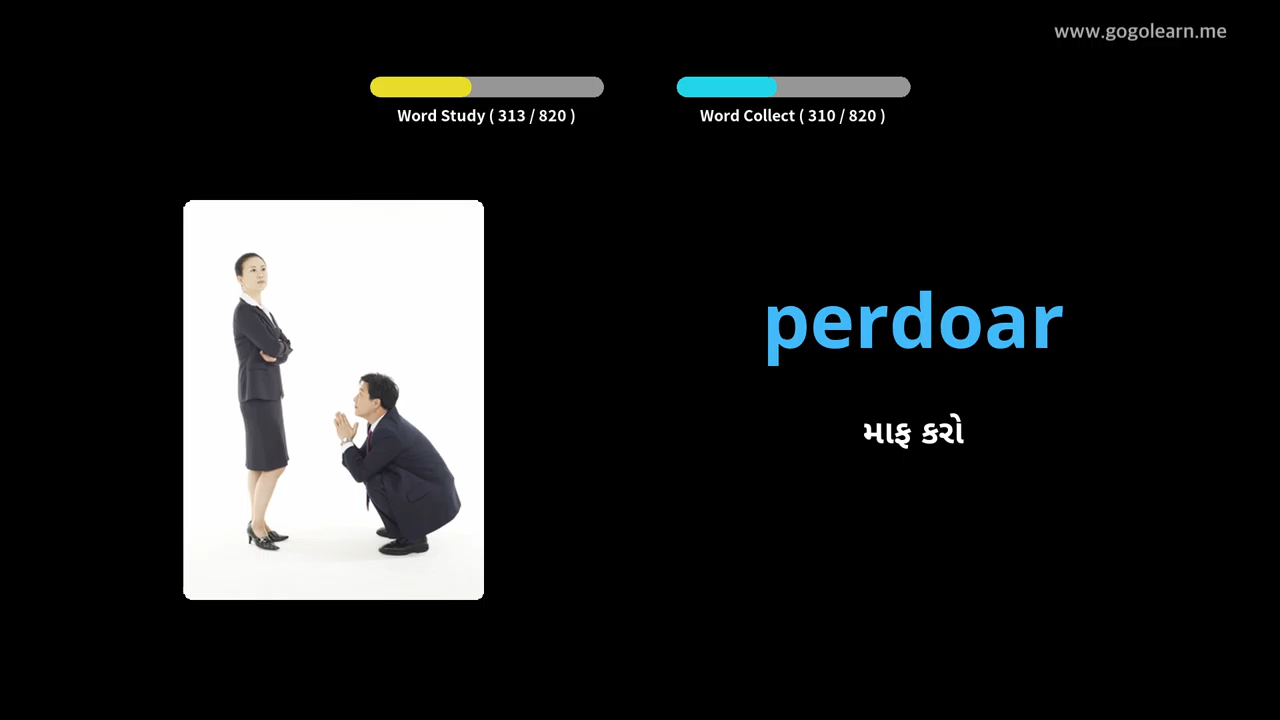 www.gogolearn.me
Word Study ( 313 / 820 )
Word Collect ( 310 / 820 )
perdoar
માફ કરો